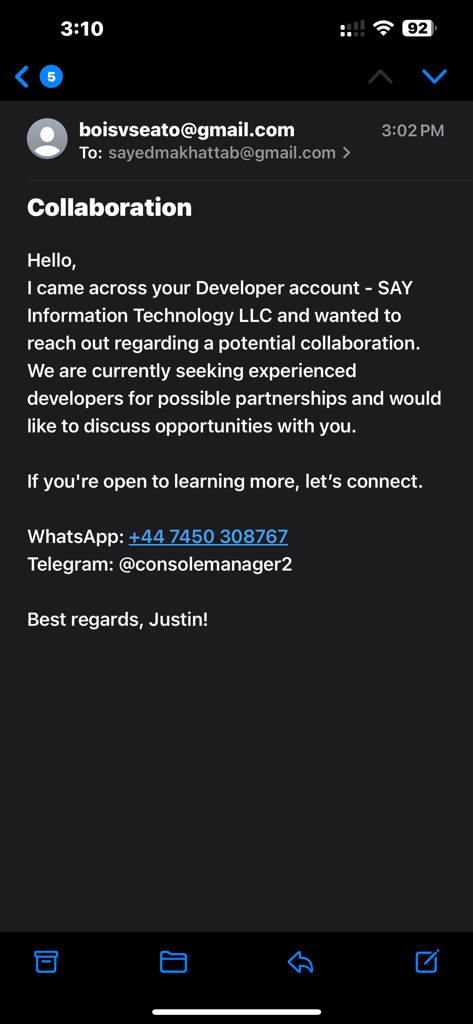 3:10
92
5
boisvseato@gmail.com
3:02 PM
To: sayedmakhattab@gmail.com
Collaboration
Hello,
I came across your Developer account - SAY
Information Technology LLC and wanted to
reach out regarding a potential collaboration.
We are currently seeking experienced
developers for possible partnerships and would
like to discuss opportunities with you.
If you're open to learning more, let’s connect.
WhatsApp: +44 7450 308767
Telegram: @consolemanager2
Best regards, Justin!